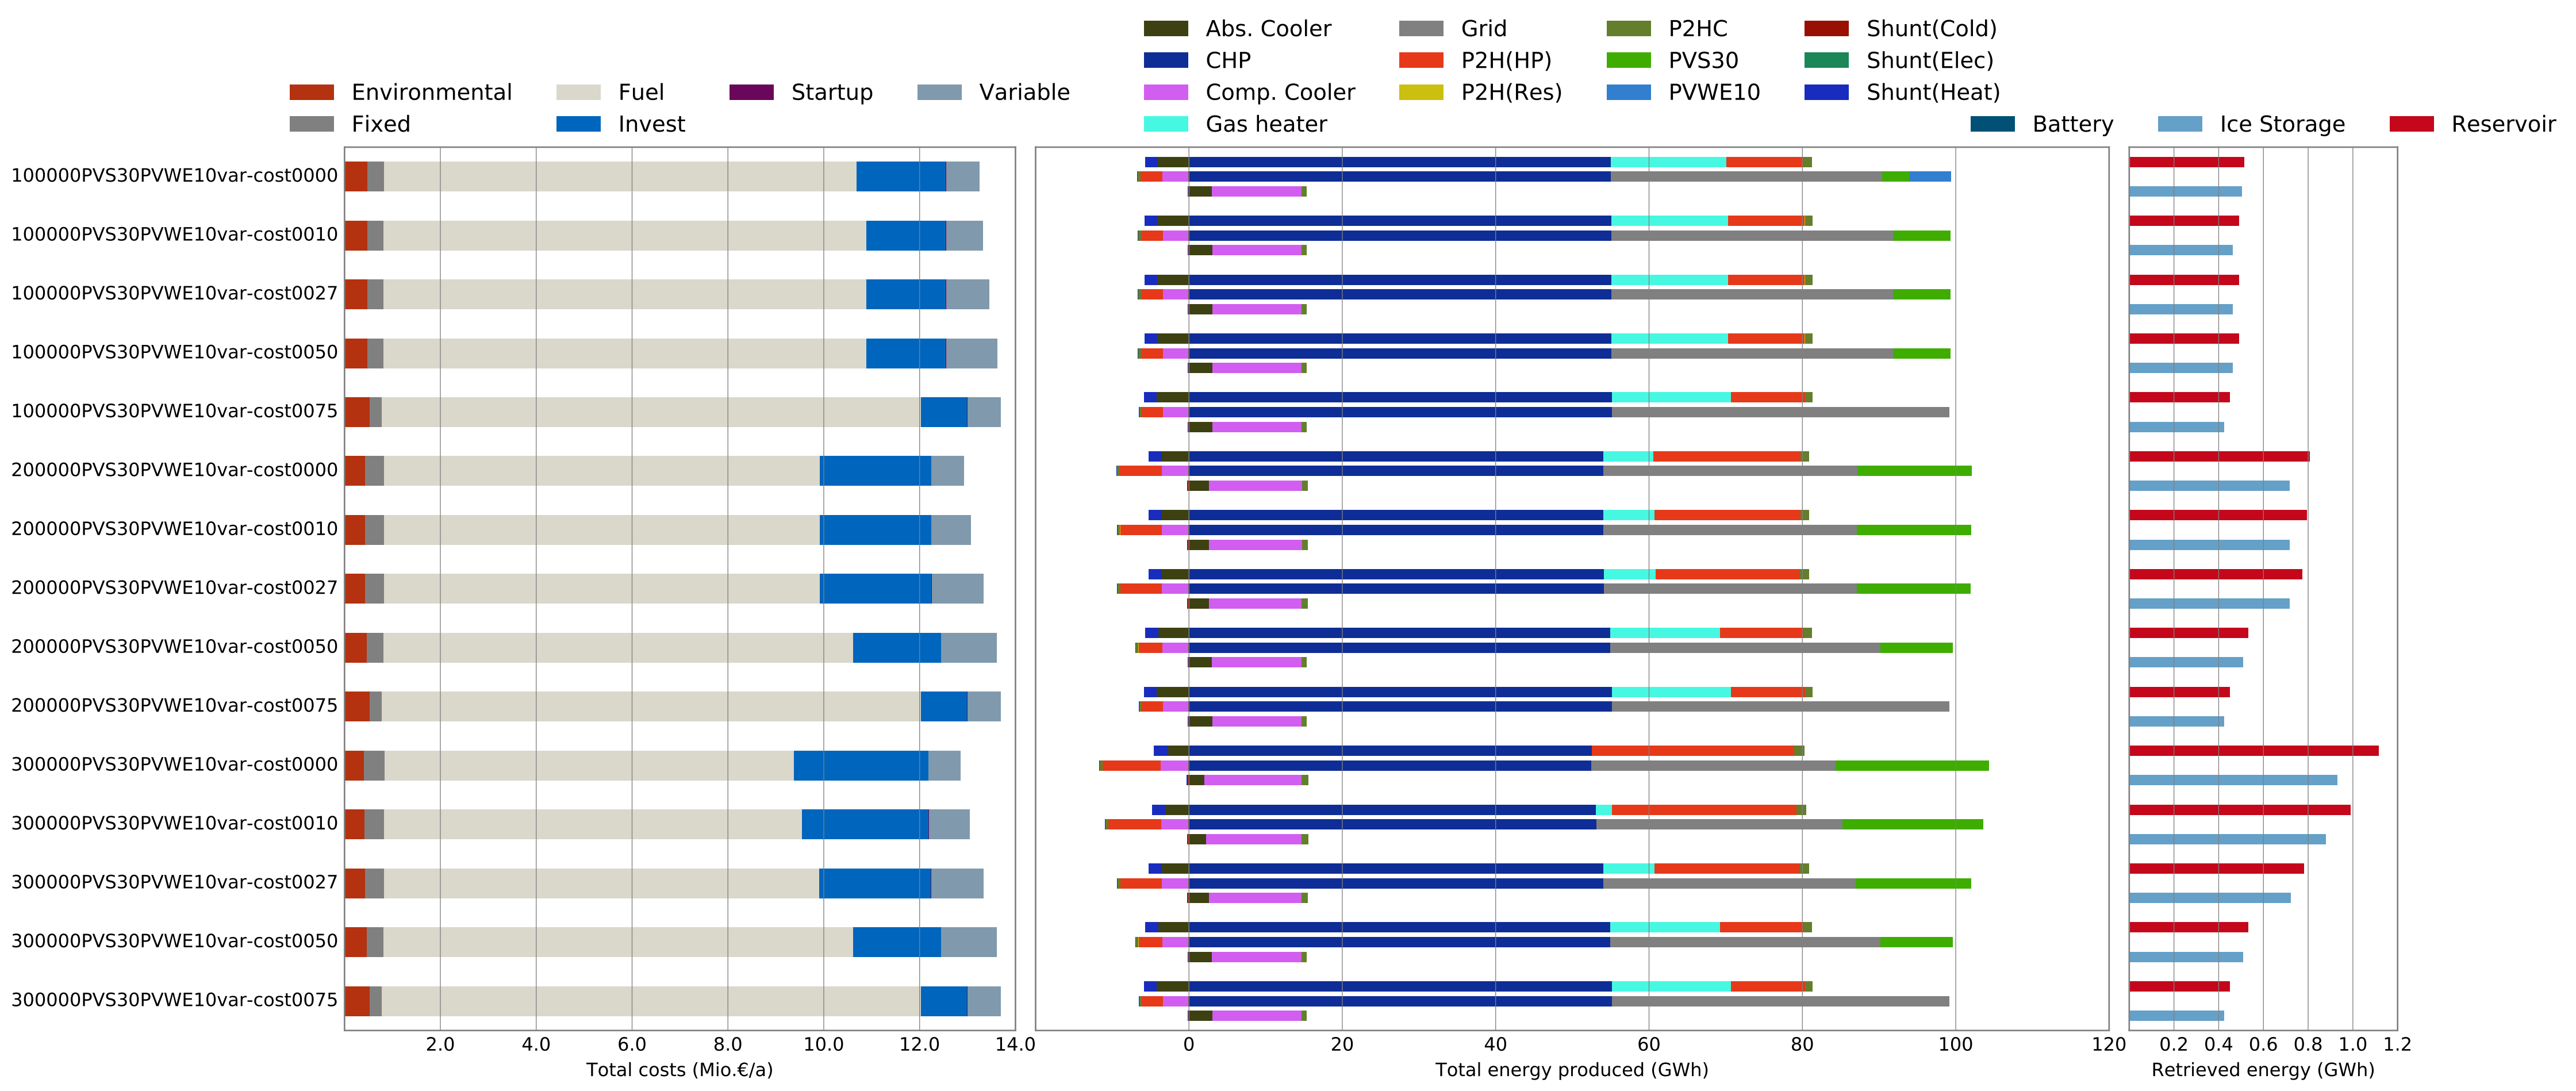 Abs. Cooler Grid P2HC Shunt(Cold)
CHP P2H(HP) PVS30 Shunt(Elec)
Environmental Fuel Startup Variable Comp. Cooler P2H(Res) PVWE10 Shunt(Heat)
Fixed Invest Gas heater Battery Ice Storage Reservoir
100000PVS30PVWE10var-cost0000
100000PVS30PVWE10var-cost0010
100000PVS30PVWE10var-cost0027
100000PVS30PVWE10var-cost0050
100000PVS30PVWE10var-cost0075
200000PVS30PVWE10var-cost0000
200000PVS30PVWE10var-cost0010
200000PVS30PVWE10var-cost0027
200000PVS30PVWE10var-cost0050
200000PVS30PVWE10var-cost0075
300000PVS30PVWE10var-cost0000
300000PVS30PVWE10var-cost0010
300000PVS30PVWE10var-cost0027
300000PVS30PVWE10var-cost0050
300000PVS30PVWE10var-cost0075
2.0 4.0 6.0 8.0 10.0 12.0 14.0 0 20 40 60 80 100 120 0.2 0.4 0.6 0.8 1.0 1.2
Total costs (Mio.€/a) Total energy produced (GWh) Retrieved energy (GWh)